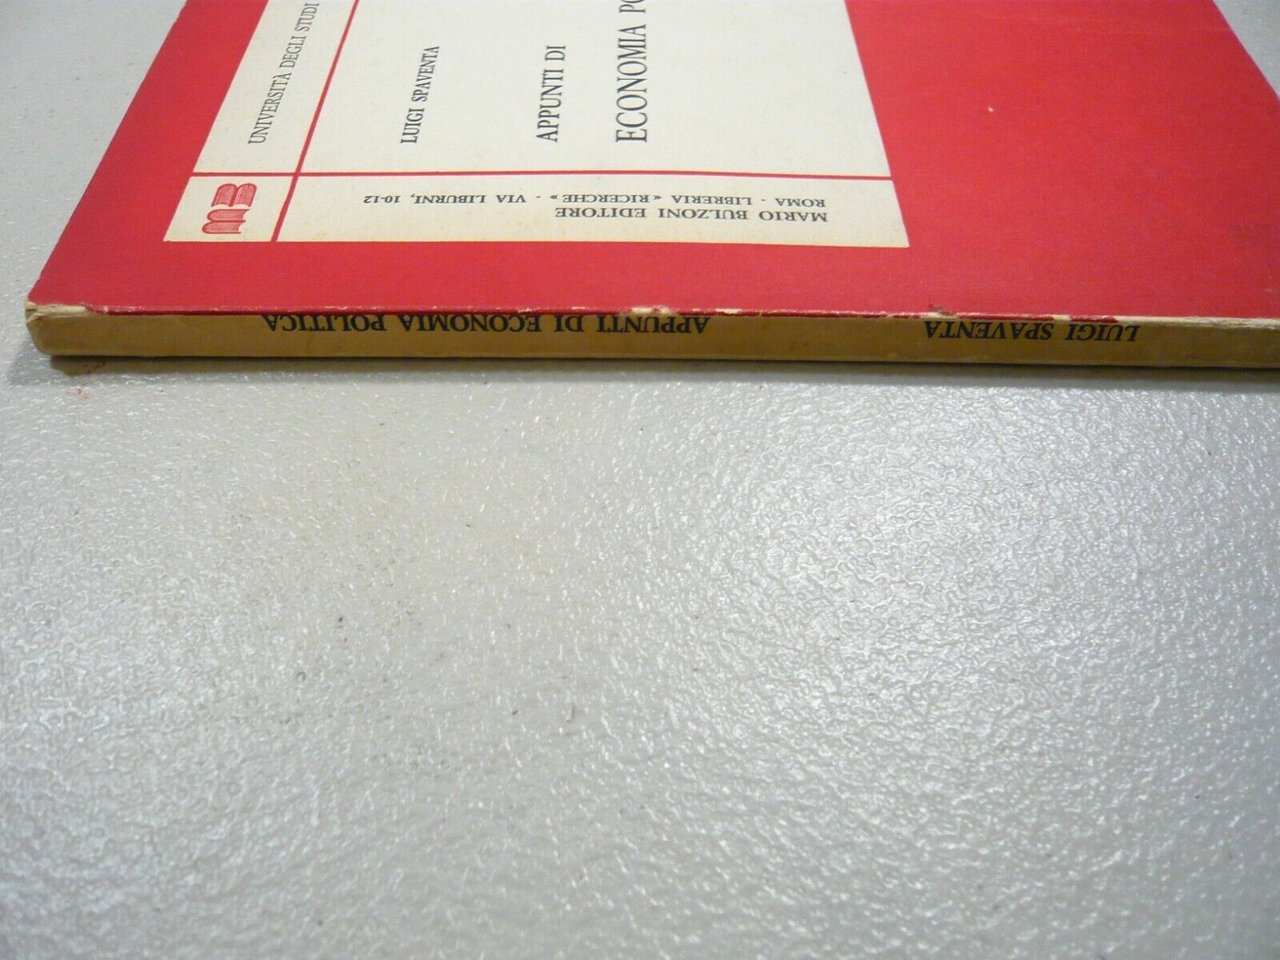 UNIVERSITÀ DEGLI STUDI
LUIGI SPAVENTA
APPUNTI DI
ECONOMIA
MARIO BULZONI EDITORE
ROMA - LIBRERIA « RICERCHE » - VIA LIBURNI, 10-12
LUIGI SPAVENTA
APPUNTI DI ECONOMIA POLITICA